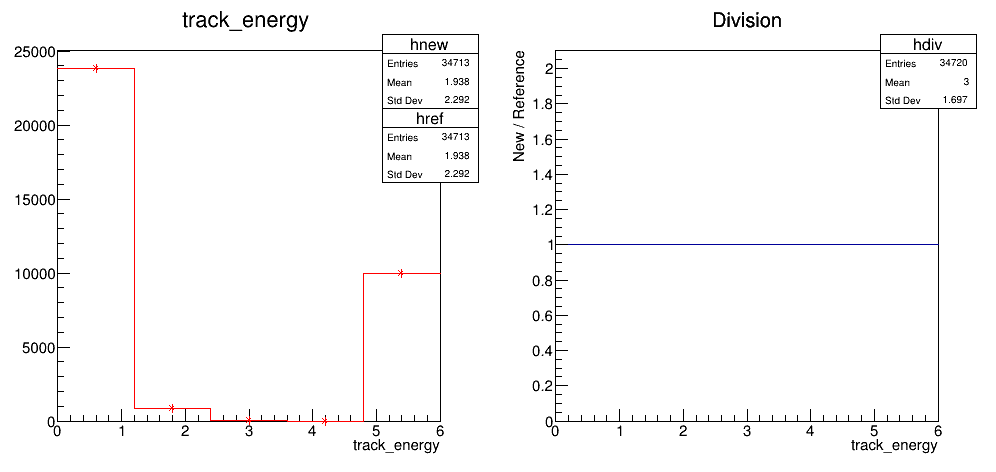 track_energy
hnew
Entries 34713
Mean 1.938
Std Dev 2.292
href
Entries 34713
Mean 1.938
Std Dev 2.292
25000
20000
15000
10000
5000
0
0 1 2 3 4 5 6
track_energy
Division
hdiv
Entries 34720
Mean 3
Std Dev 1.697
New / Reference
2
1.8
1.6
1.4
1.2
1
0.8
0.6
0.4
0.2
0
0 1 2 3 4 5 6
track_energy